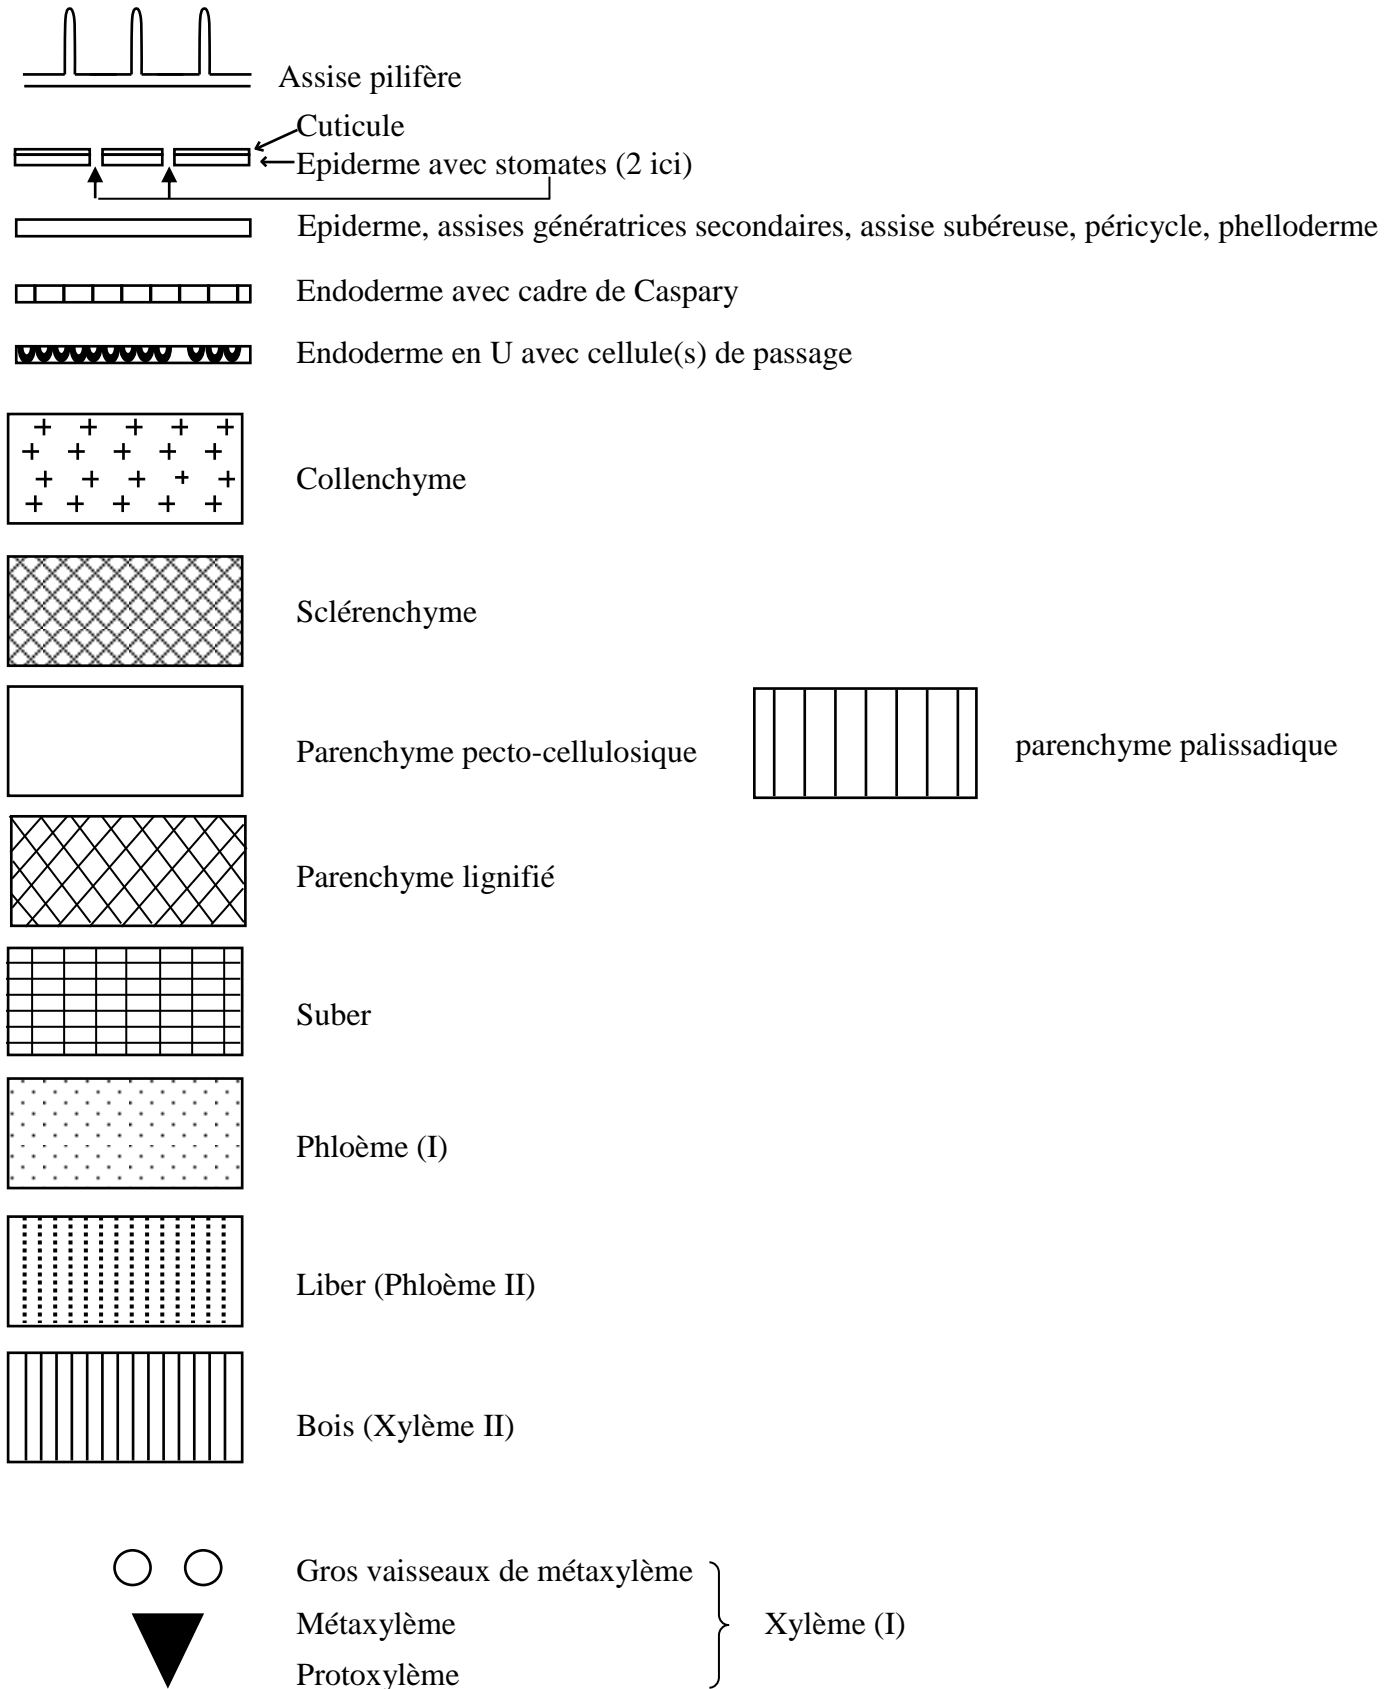 Assise pilifère
Cuticule
Epiderme avec stomates (2 ici)
Epiderme, assises génératrices secondaires, assise subéreuse, péricycle, phelloderme
Endoderme avec cadre de Caspary
Endoderme en U avec cellule(s) de passage
Collenchyme
Sclérenchyme
Parenchyme pecto-cellulosique
parenchyme palissadique
Parenchyme lignifié
Suber
Phloème (I)
Liber (Phloème II)
Bois (Xylème II)
Gros vaisseaux de métaxylème
Métaxylème
Xylème (I)
Protoxylème